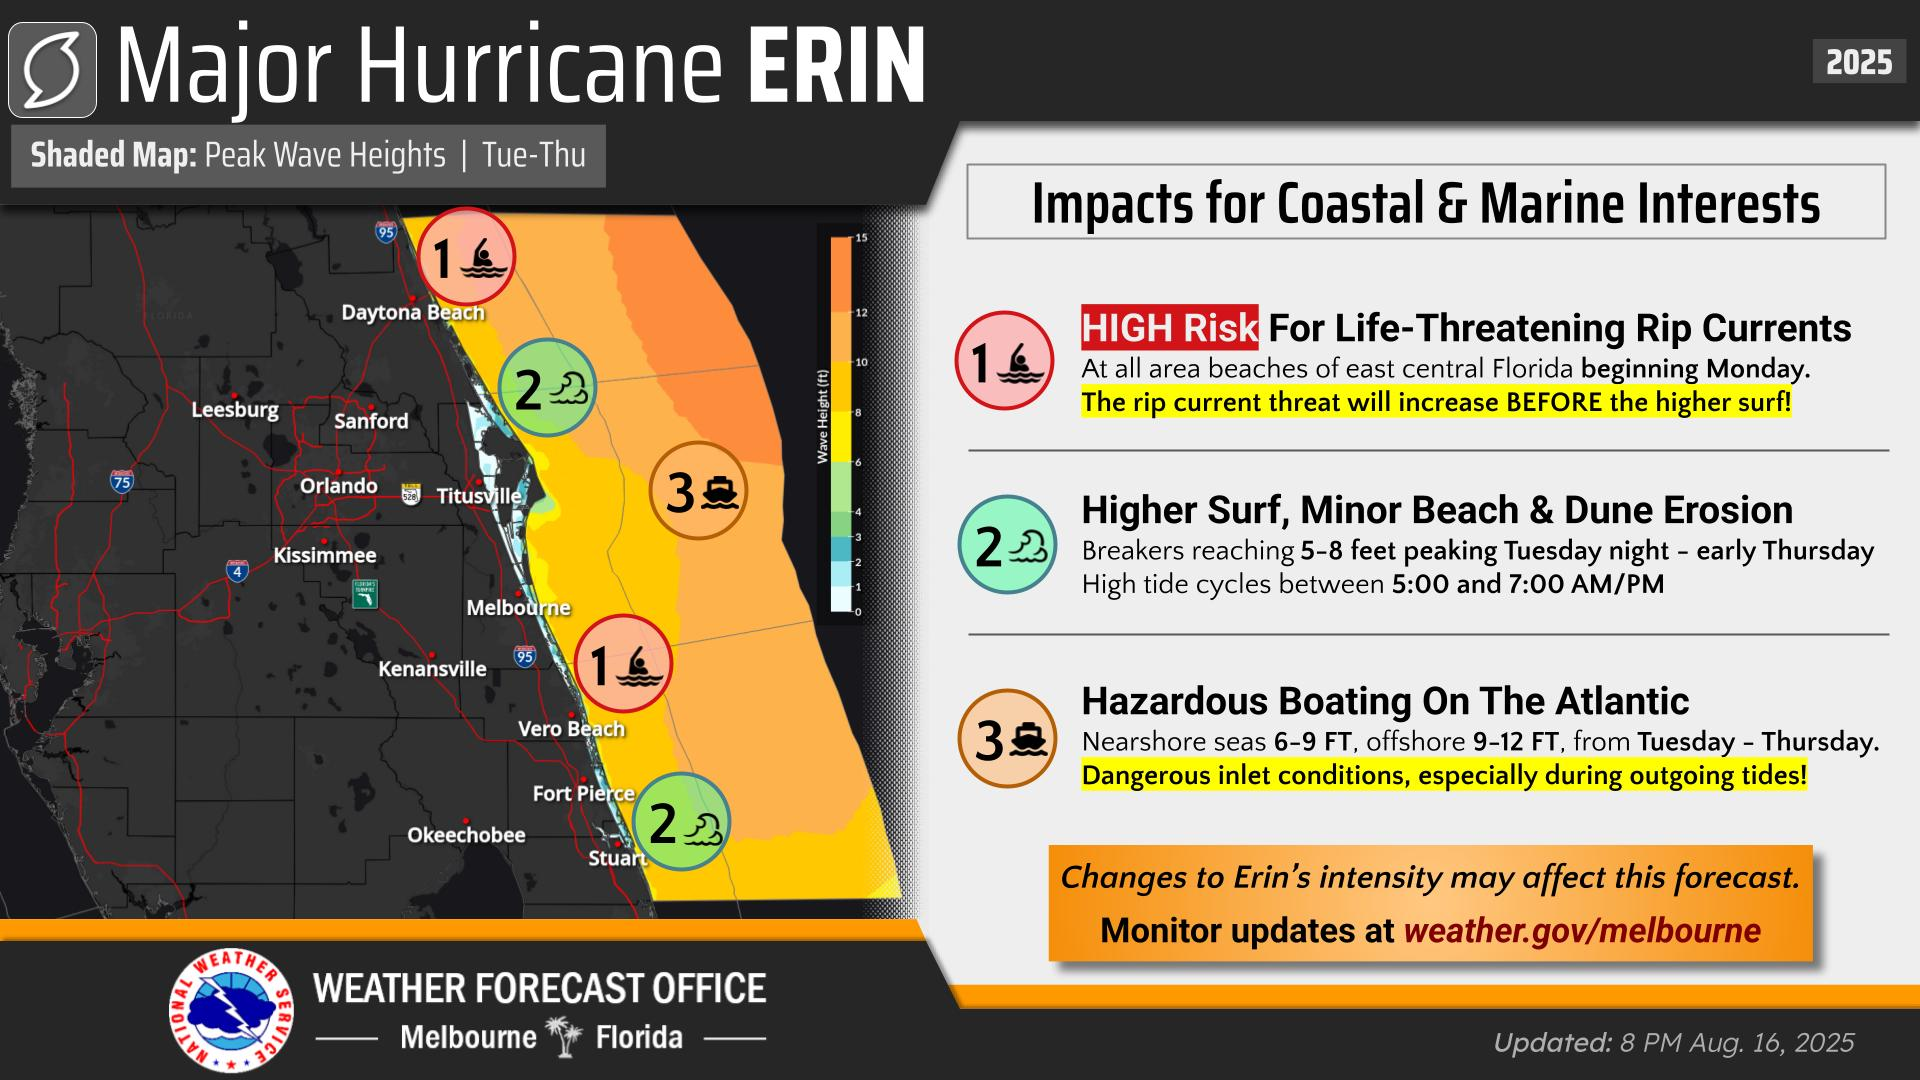 Major Hurricane ERIN
2025
Shaded Map: Peak Wave Heights | Tue-Thu
95
1
Daytona Beach
FLORIDA
2
Leesburg
Sanford
75
Orlando
528
Titusville
3
Kissimmee
4
FLORIDA'S
TURNPIKE
Melbourne
Kenansville
95
1
Vero Beach
Fort Pierce
2
Okeechobee
Stuart
Wave Height (ft)
15
12
10
8
6
4
3
2
1
0
Impacts for Coastal & Marine Interests
1
HIGH Risk For Life-Threatening Rip Currents
At all area beaches of east central Florida beginning Monday.
The rip current threat will increase BEFORE the higher surf!
2
Higher Surf, Minor Beach & Dune Erosion
Breakers reaching 5-8 feet peaking Tuesday night - early Thursday
High tide cycles between 5:00 and 7:00 AM/PM
3
Hazardous Boating On The Atlantic
Nearshore seas 6-9 FT, offshore 9-12 FT, from Tuesday - Thursday.
Dangerous inlet conditions, especially during outgoing tides!
Changes to Erin's intensity may affect this forecast.
Monitor updates at weather.gov/melbourne
NATIONAL WEATHER SERVICE
WEATHER FORECAST OFFICE
Melbourne Florida
Updated: 8 PM Aug. 16, 2025